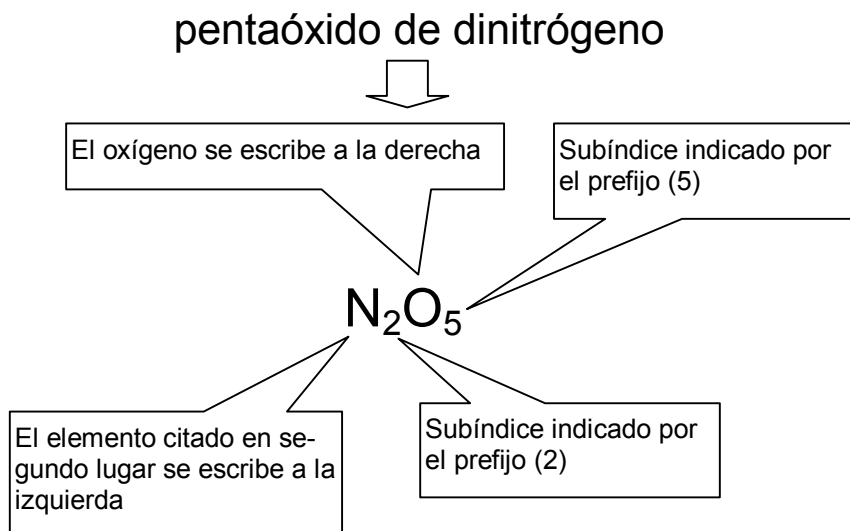 pentaóxido de dinitrógeno
El oxígeno se escribe a la derecha
Subíndice indicado por
el prefijo (5)
N₂O₅
El elemento citado en se-
gundo lugar se escribe a la
izquierda
Subíndice indicado por
el prefijo (2)